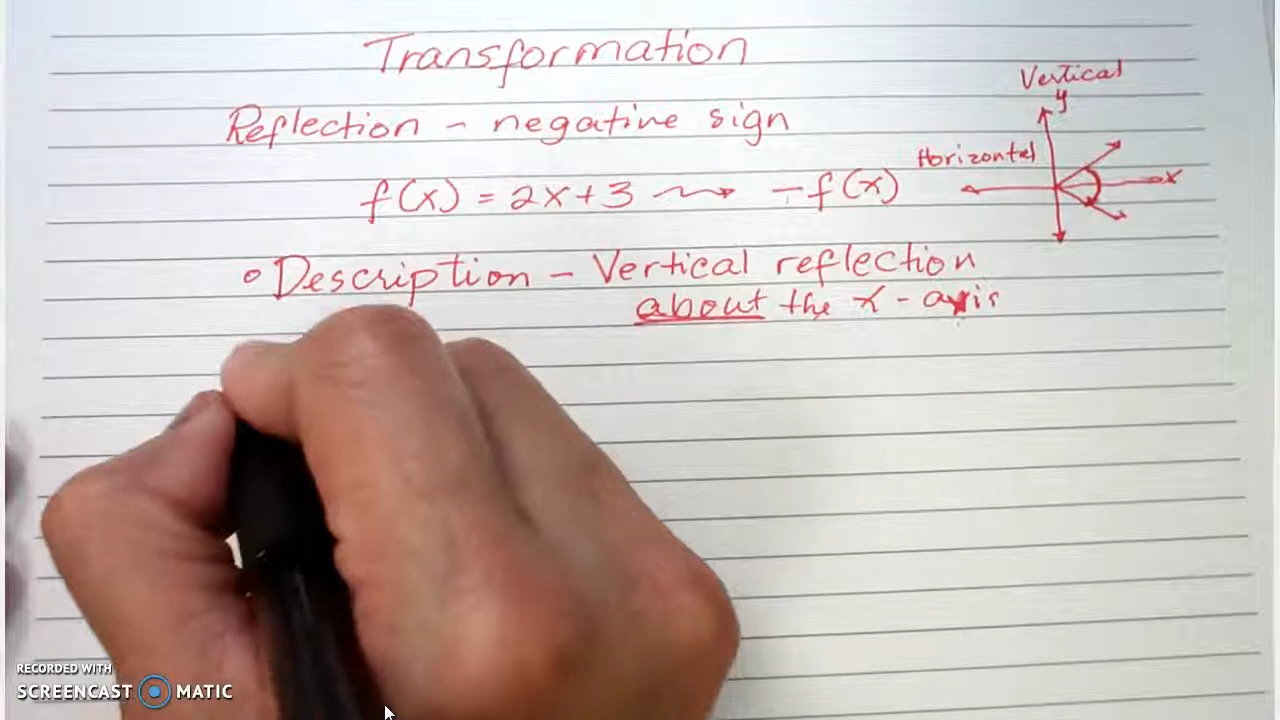 Transformation
Vertical
y
Reflection - negative sign
Horizontal
x
f(x) = 2x+3 ⇝ -f(x)
• Description - Vertical reflection
about the x-axis
RECORDED WITH
SCREENCAST MATIC